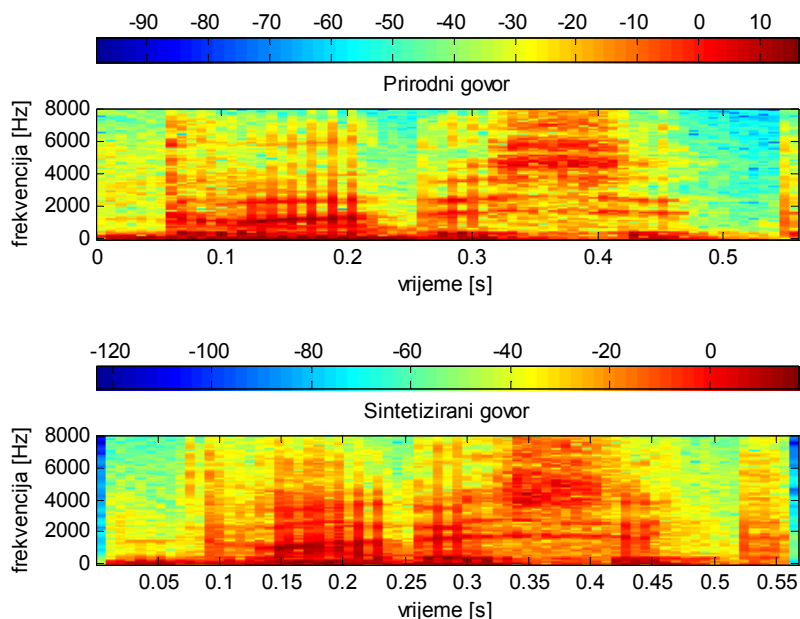 -90 -80 -70 -60 -50 -40 -30 -20 -10 0 10
Prirodni govor
8000
6000
4000
2000
0
frekvencija [Hz]
0 0.1 0.2 0.3 0.4 0.5
vrijeme [s]
-120 -100 -80 -60 -40 -20 0
Sintetizirani govor
8000
6000
4000
2000
0
frekvencija [Hz]
0.05 0.1 0.15 0.2 0.25 0.3 0.35 0.4 0.45 0.5 0.55
vrijeme [s]